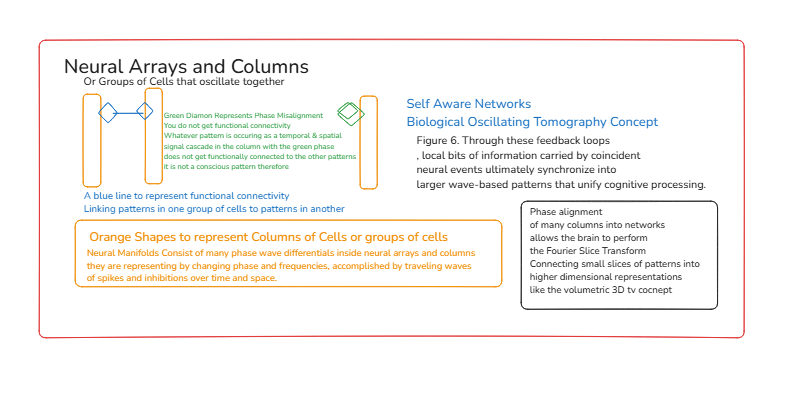 Neural Arrays and Columns
Or Groups of Cells that oscillate together
Green Diamon Represents Phase Misalignment
You do not get functional connectivity
Whatever pattern is occuring as a temporal & spatial
signal cascade in the column with the green phase
does not get functionally connected to the other patterns
it is not a conscious pattern therefore
A blue line to represent functional connectivity
Linking patterns in one group of cells to patterns in another
Orange Shapes to represent Columns of Cells or groups of cells
Neural Manifolds Consist of many phase wave differentials inside neural arrays and columns
they are representing by changing phase and frequencies, accomplished by traveling waves
of spikes and inhibitions over time and space.
Self Aware Networks
Biological Oscillating Tomography Concept
Figure 6. Through these feedback loops
, local bits of information carried by coincident
neural events ultimately synchronize into
larger wave-based patterns that unify cognitive processing.
Phase alignment
of many columns into networks
allows the brain to perform
the Fourier Slice Transform
Connecting small slices of patterns into
higher dimensional representations
like the volumetric 3D tv cocnept